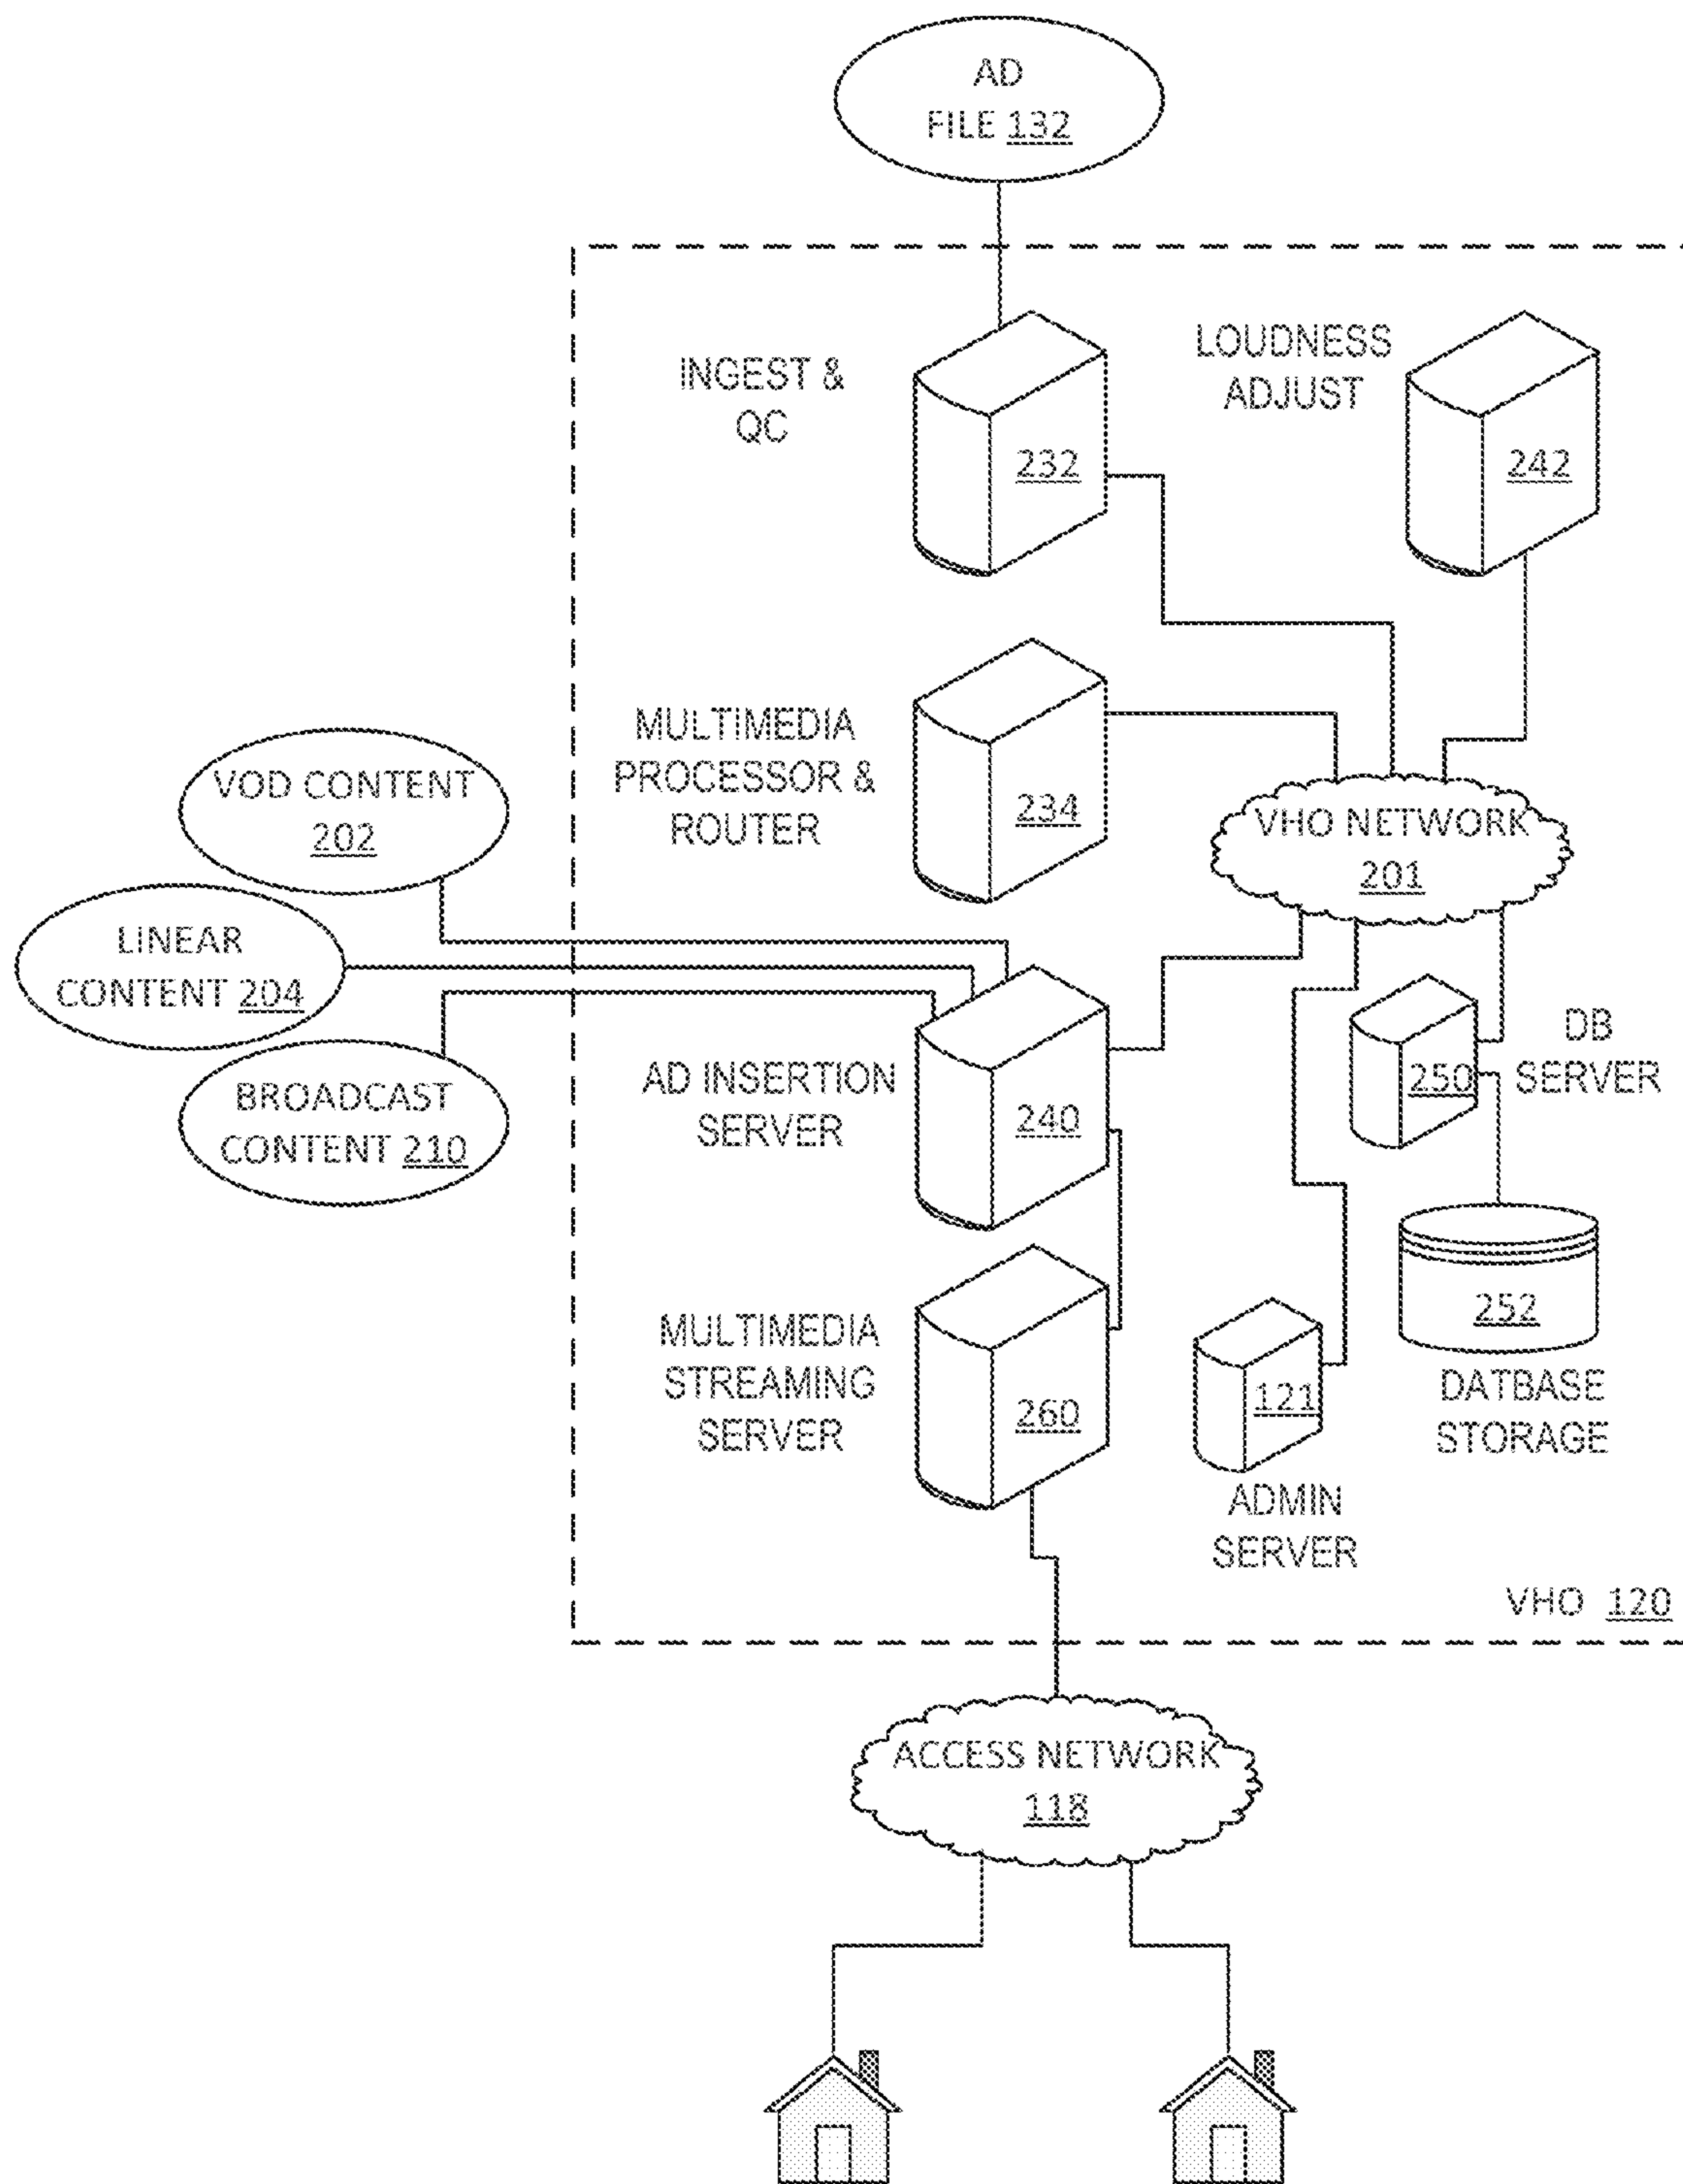 AD
FILE 132
INGEST &
QC
232
LOUDNESS
ADJUST
242
MULTIMEDIA
PROCESSOR &
ROUTER
234
VHO NETWORK
201
VOD CONTENT
202
LINEAR
CONTENT 204
BROADCAST
CONTENT 210
AD INSERTION
SERVER
240
250
DB
SERVER
252
DATBASE
STORAGE
MULTIMEDIA
STREAMING
SERVER
260
121
ADMIN
SERVER
VHO 120
ACCESS NETWORK
118